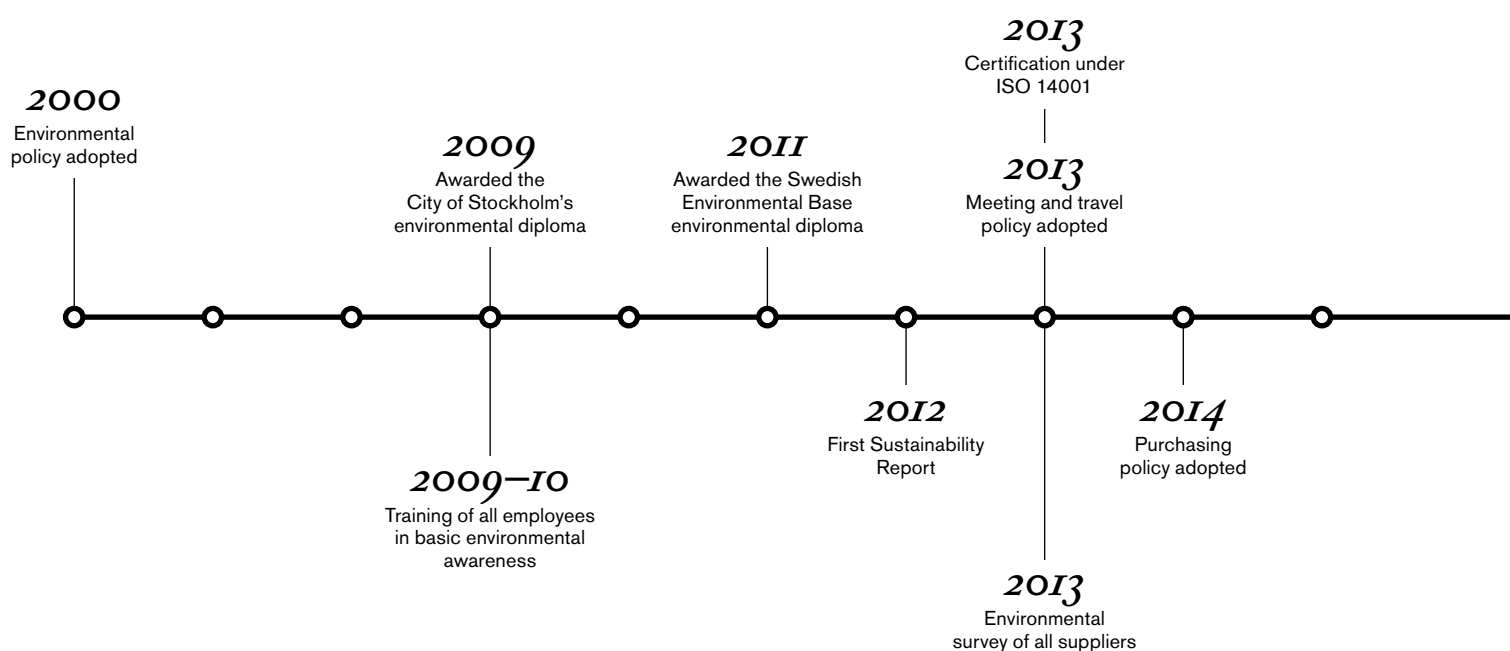 2000
Environmental
policy adopted
2009
Awarded the
City of Stockholm’s
environmental diploma
2009–10
Training of all employees
in basic environmental
awareness
2011
Awarded the Swedish
Environmental Base
environmental diploma
2012
First Sustainability
Report
2013
Certification under
ISO 14001
2013
Meeting and travel
policy adopted
2013
Environmental
survey of all suppliers
2014
Purchasing
policy adopted